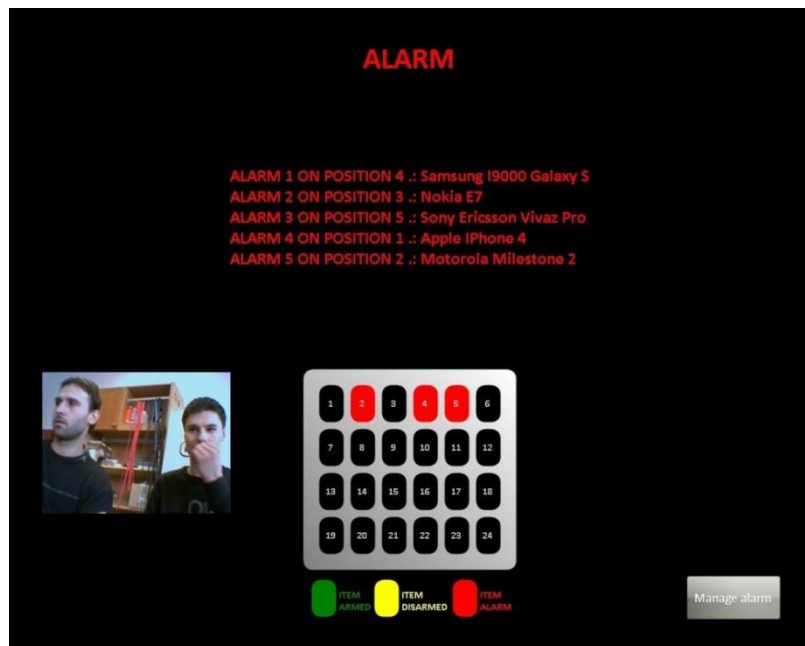 ALARM
ALARM 1 ON POSITION 4 .: Samsung I9000 Galaxy S
ALARM 2 ON POSITION 3 .: Nokia E7
ALARM 3 ON POSITION 5 .: Sony Ericsson Vivaz Pro
ALARM 4 ON POSITION 1 .: Apple IPhone 4
ALARM 5 ON POSITION 2 .: Motorola Milestone 2
1 2 3 4 5 6
7 8 9 10 11 12
13 14 15 16 17 18
19 20 21 22 23 24
ITEM ITEM ITEM
ARMED DISARMED ALARM
Manage alarm